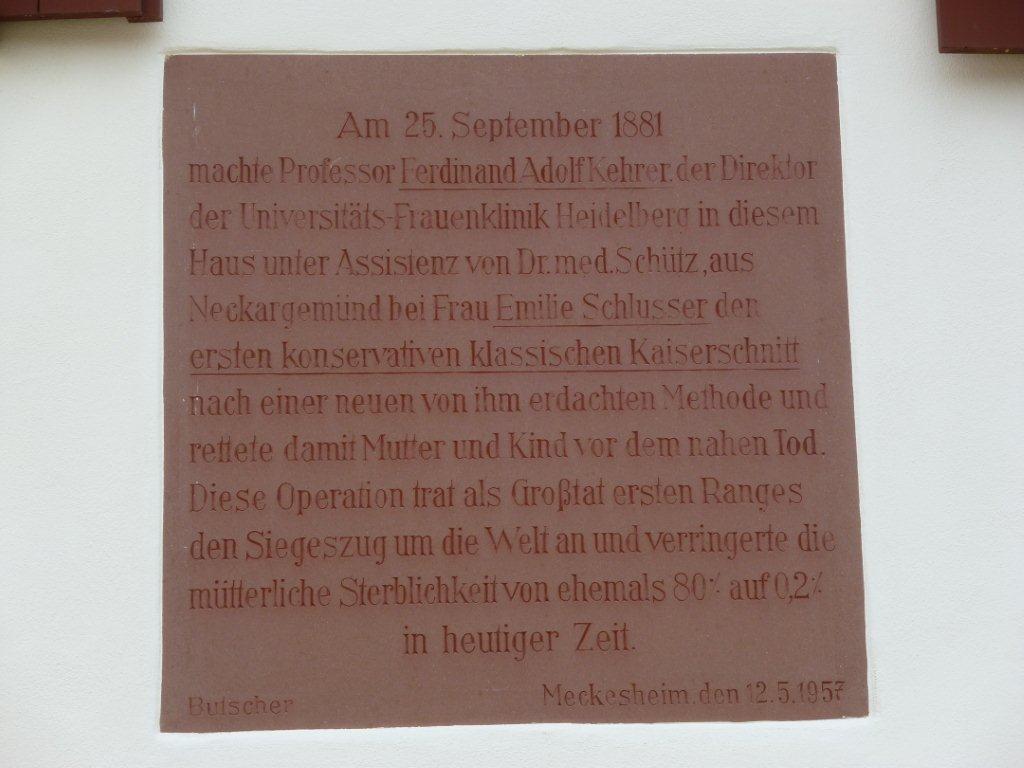 Am 25. September 1881
machte Professor Ferdinand Adolf Kehrer, der Direktor
der Universitäts-Frauenklinik Heidelberg in diesem
Haus unter Assistenz von Dr. med. Schütz, aus
Neckargemünd bei Frau Emilie Schlusser den
ersten konservativen klassischen Kaiserschnitt
nach einer neuen von ihm erdachten Methode und
rettete damit Mutter und Kind vor dem nahen Tod.
Diese Operation trat als Großtat ersten Ranges
den Siegeszug um die Welt an und verringerte die
mütterliche Sterblichkeit von ehemals 80% auf 0,2%
in heutiger Zeit.
Butscher Meckesheim, den 12.5.1957